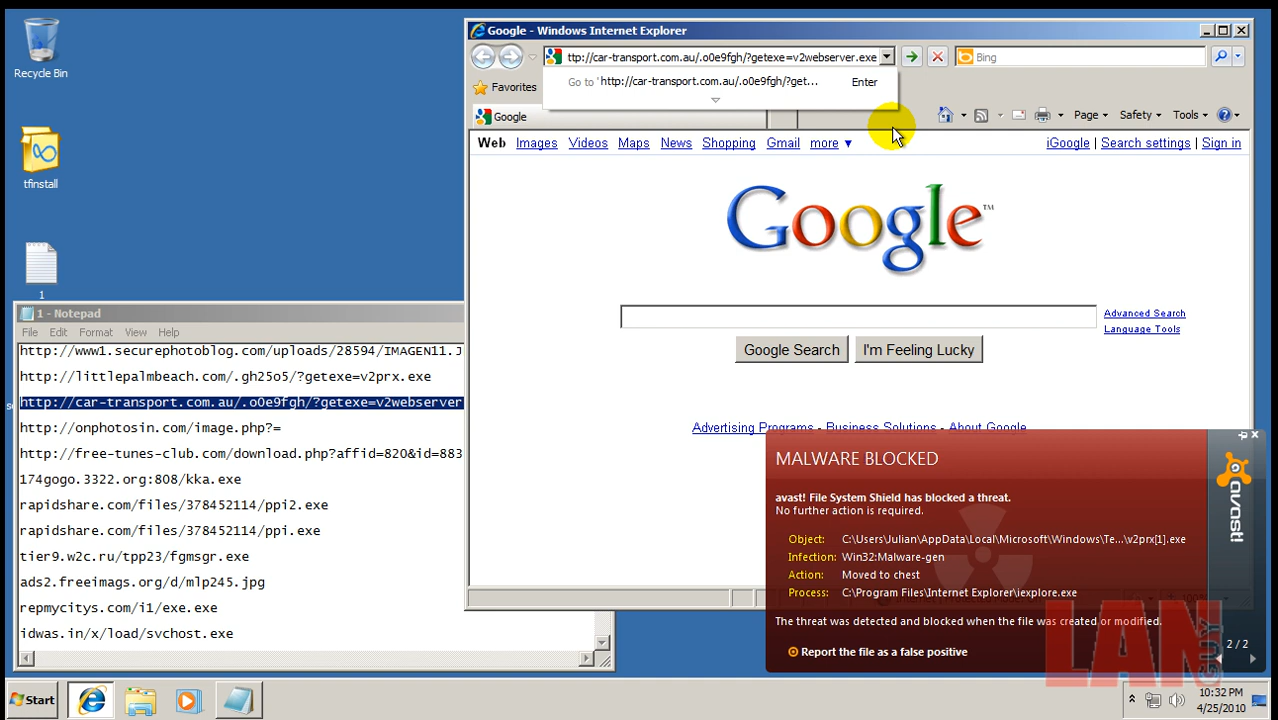 Recycle Bin
tfinstall
1
Google - Windows Internet Explorer
ttp://car-transport.com.au/.o0e9fgh/?getexe=v2webserver.exe
Bing
Go to 'http://car-transport.com.au/.o0e9fgh/?get...
Enter
Favorites
Google
Page
Safety
Tools
Web Images Videos Maps News Shopping Gmail more ▼
iGoogle | Search settings | Sign in
Google™
Advanced Search
Language Tools
Google Search
I'm Feeling Lucky
Advertising Programs - Business Solutions - About Google
1 - Notepad
File Edit Format View Help
http://www1.securephotoblog.com/uploads/28594/IMAGEN11.J
http://littlepalmbeach.com/.gh25o5/?getexe=v2prx.exe
http://car-transport.com.au/.o0e9fgh/?getexe=v2webserver
http://onphotosin.com/image.php?=
http://free-tunes-club.com/download.php?affid=820&id=883
174gogo.3322.org:808/kka.exe
rapidshare.com/files/378452114/ppi2.exe
rapidshare.com/files/378452114/ppi.exe
tier9.w2c.ru/tpp23/fgmsgr.exe
ads2.freeimags.org/d/mlp245.jpg
repmycitys.com/i1/exe.exe
idwas.in/x/load/svchost.exe
MALWARE BLOCKED
avast! File System Shield has blocked a threat.
No further action is required.
Object: C:\Users\Julian\AppData\Local\Microsoft\Windows\Te...\v2prx[1].exe
Infection: Win32:Malware-gen
Action: Moved to chest
Process: C:\Program Files\Internet Explorer\iexplore.exe
The threat was detected and blocked when the file was created or modified.
Report the file as a false positive
avast!
2 / 2
LAN GUY
Start
10:32 PM
4/25/2010